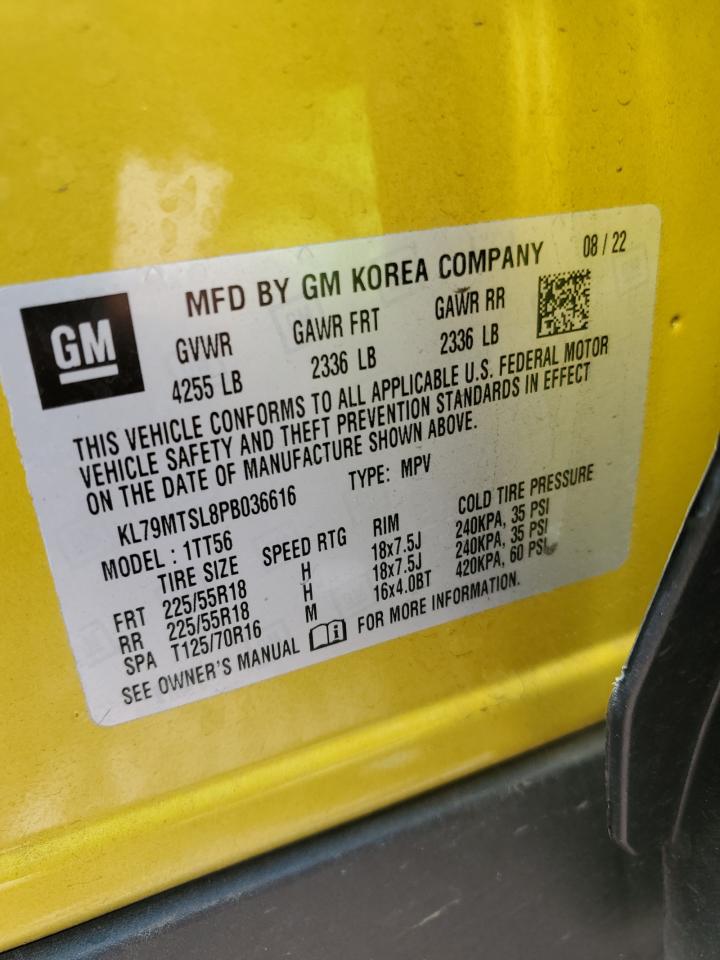 GM
MFD BY GM KOREA COMPANY 08 / 22
GVWR GAWR FRT GAWR RR
4255 LB 2336 LB 2336 LB
THIS VEHICLE CONFORMS TO ALL APPLICABLE U.S. FEDERAL MOTOR
VEHICLE SAFETY AND THEFT PREVENTION STANDARDS IN EFFECT
ON THE DATE OF MANUFACTURE SHOWN ABOVE.
KL79MTSL8PB036616 TYPE: MPV
MODEL : 1TT56
TIRE SIZE SPEED RTG RIM COLD TIRE PRESSURE
FRT 225/55R18 H 18x7.5J 240KPA, 35 PSI
RR 225/55R18 H 18x7.5J 240KPA, 35 PSI
SPA T125/70R16 M 16x4.0BT 420KPA, 60 PSI
SEE OWNER'S MANUAL i FOR MORE INFORMATION.